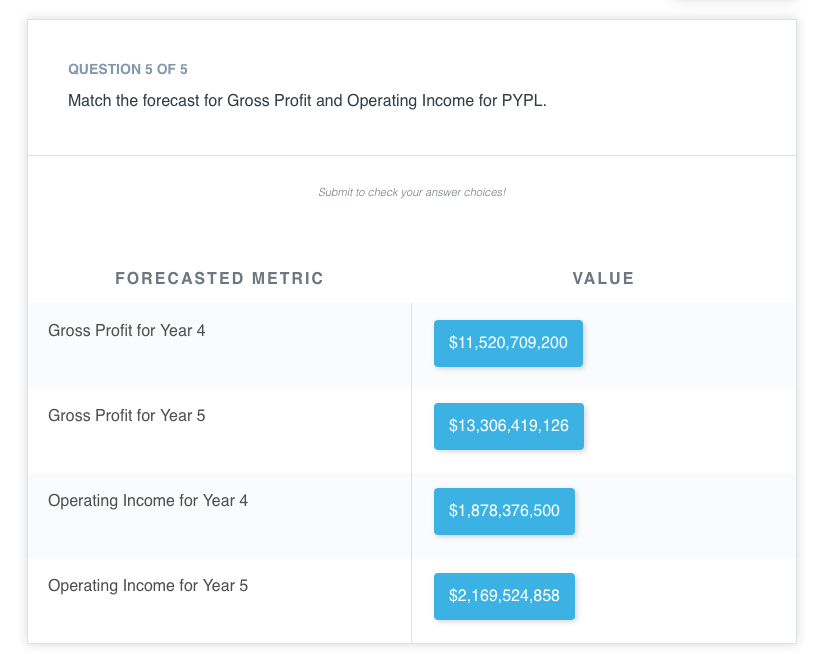 QUESTION 5 OF 5
Match the forecast for Gross Profit and Operating Income for PYPL.
Submit to check your answer choices!
FORECASTED METRIC VALUE
Gross Profit for Year 4 $11,520,709,200
Gross Profit for Year 5 $13,306,419,126
Operating Income for Year 4 $1,878,376,500
Operating Income for Year 5 $2,169,524,858